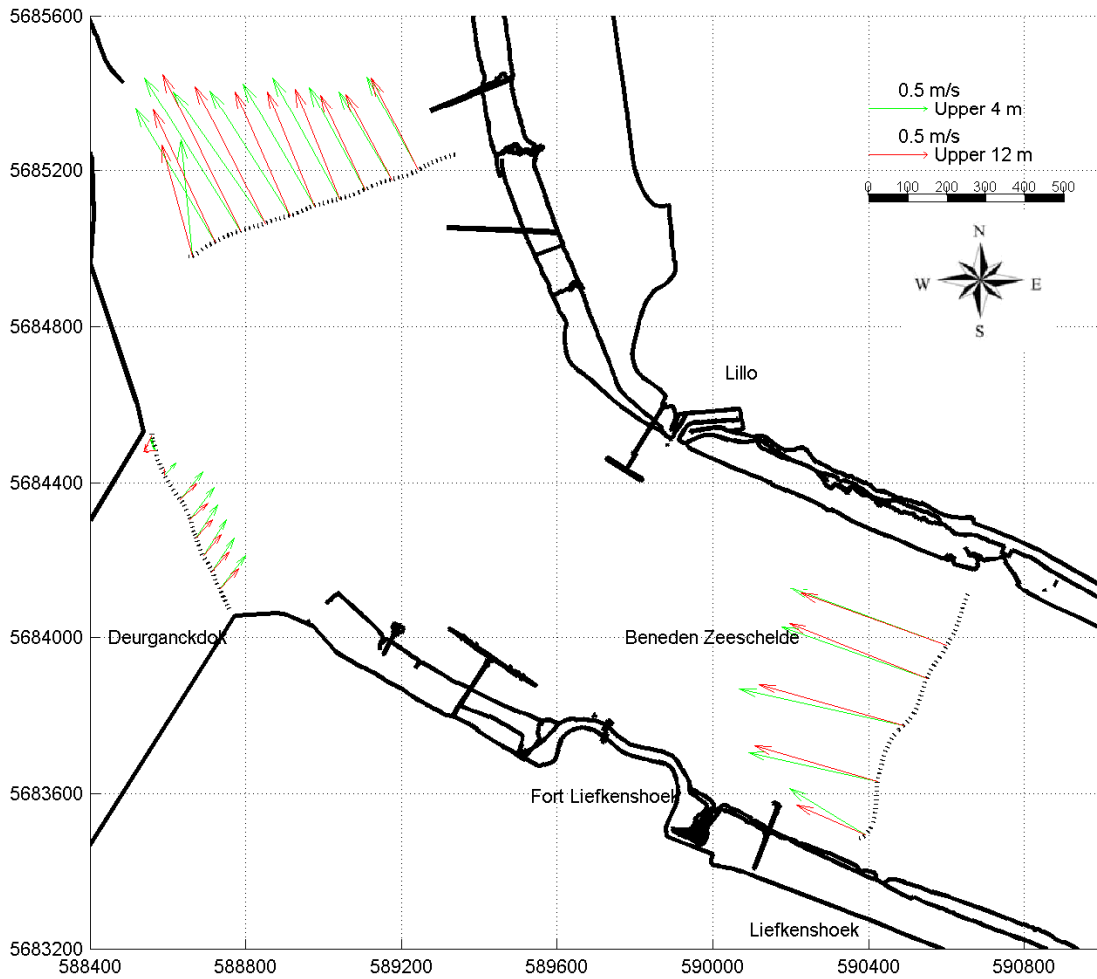 5685600
5685200
5684800
5684400
5684000
5683600
5683200
588400 588800 589200 589600 590000 590400 590800
0.5 m/s
Upper 4 m
0.5 m/s
Upper 12 m
0 100 200 300 400 500
N
W E
S
Lillo
Deurganckdok
Beneden Zeeschelde
Fort Liefkenshoek
Liefkenshoek